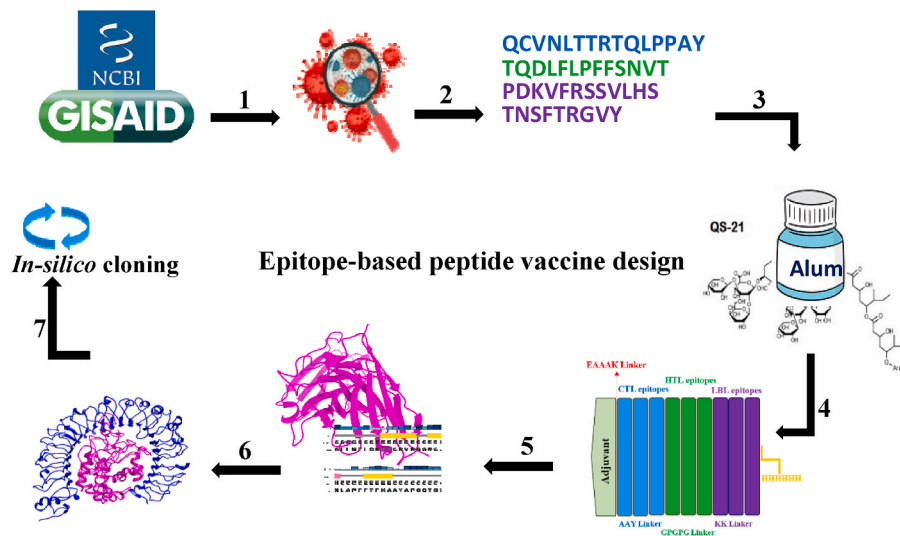 NCBI
GISAID
1
2
QCVNLTTRTQLPPAY
TQDLFLPFFSNVT
PDKVFRSSVLHS
TNSFTRGVY
3
QS-21
Alum
In-silico cloning
Epitope-based peptide vaccine design
7
EAAAK Linker
HTL epitopes
CTL epitopes
LBL epitopes
4
Adjuvant
HHHHHH
5
6
AAY Linker
KK Linker
GPGPG Linker